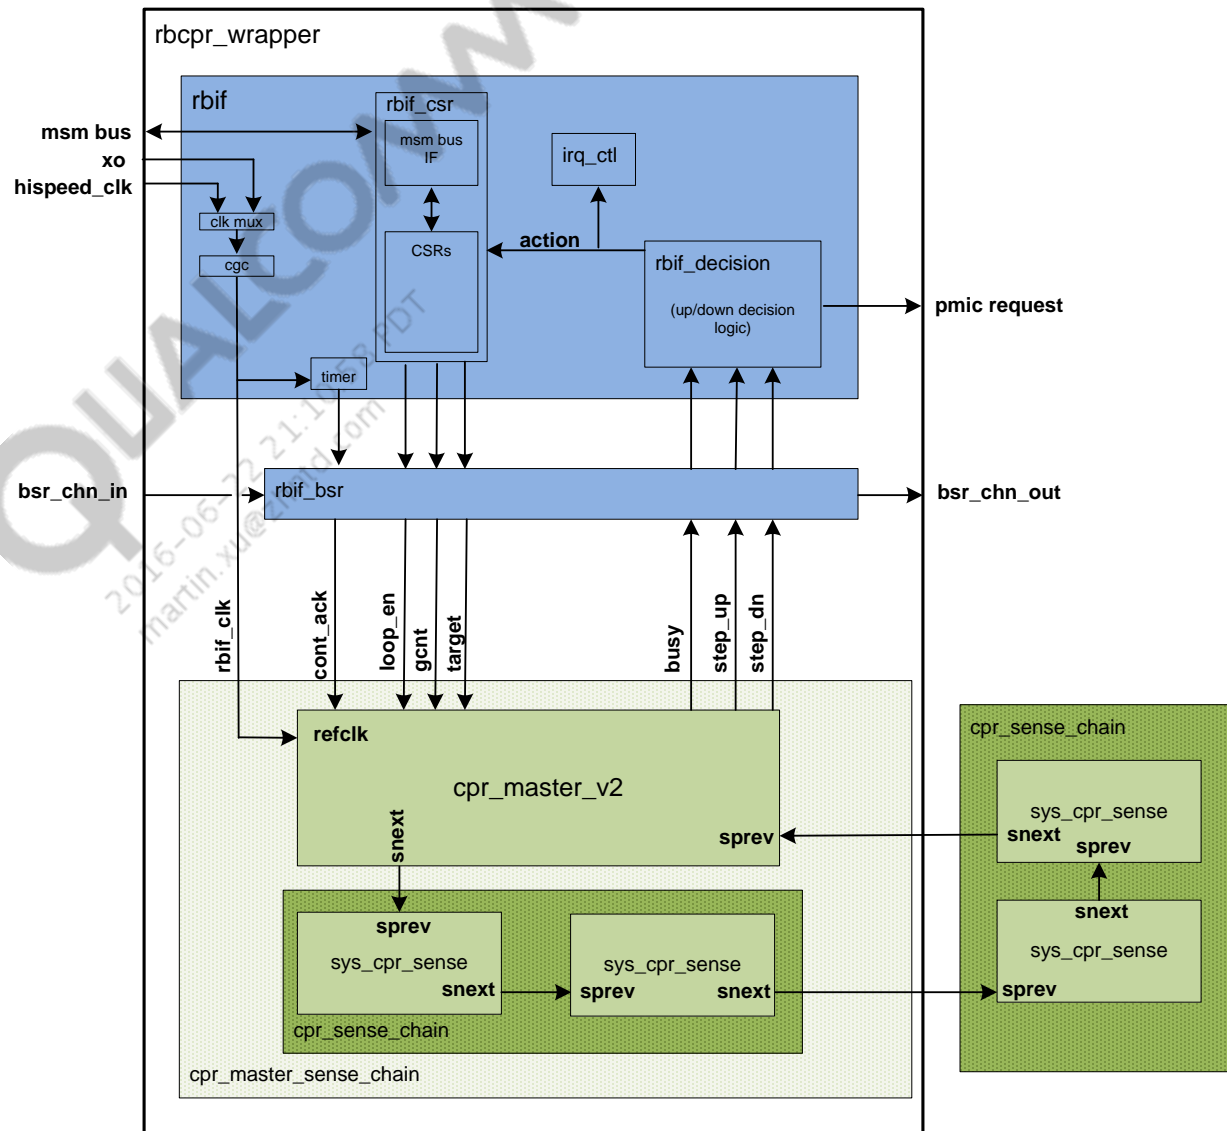 rbcpr_wrapper
rbif
rbif_csr
msm bus
msm bus
IF
irq_ctl
xo
hispeed_clk
clk mux
action
CSRs
rbif_decision
cgc
(up/down decision
logic)
pmic request
timer
QUALCOMM
2016-06-22 21:10:58 PDT
martin.xu@zhmd.com
bsr_chn_in
rbif_bsr
bsr_chn_out
rbif_clk
cont_ack
loop_en
gcnt
target
busy
step_up
step_dn
refclk
cpr_master_v2
snext
sprev
cpr_sense_chain
sys_cpr_sense
snext
sprev
snext
sys_cpr_sense
sprev
sprev
sys_cpr_sense
snext
sys_cpr_sense
sprev
snext
cpr_sense_chain
cpr_master_sense_chain